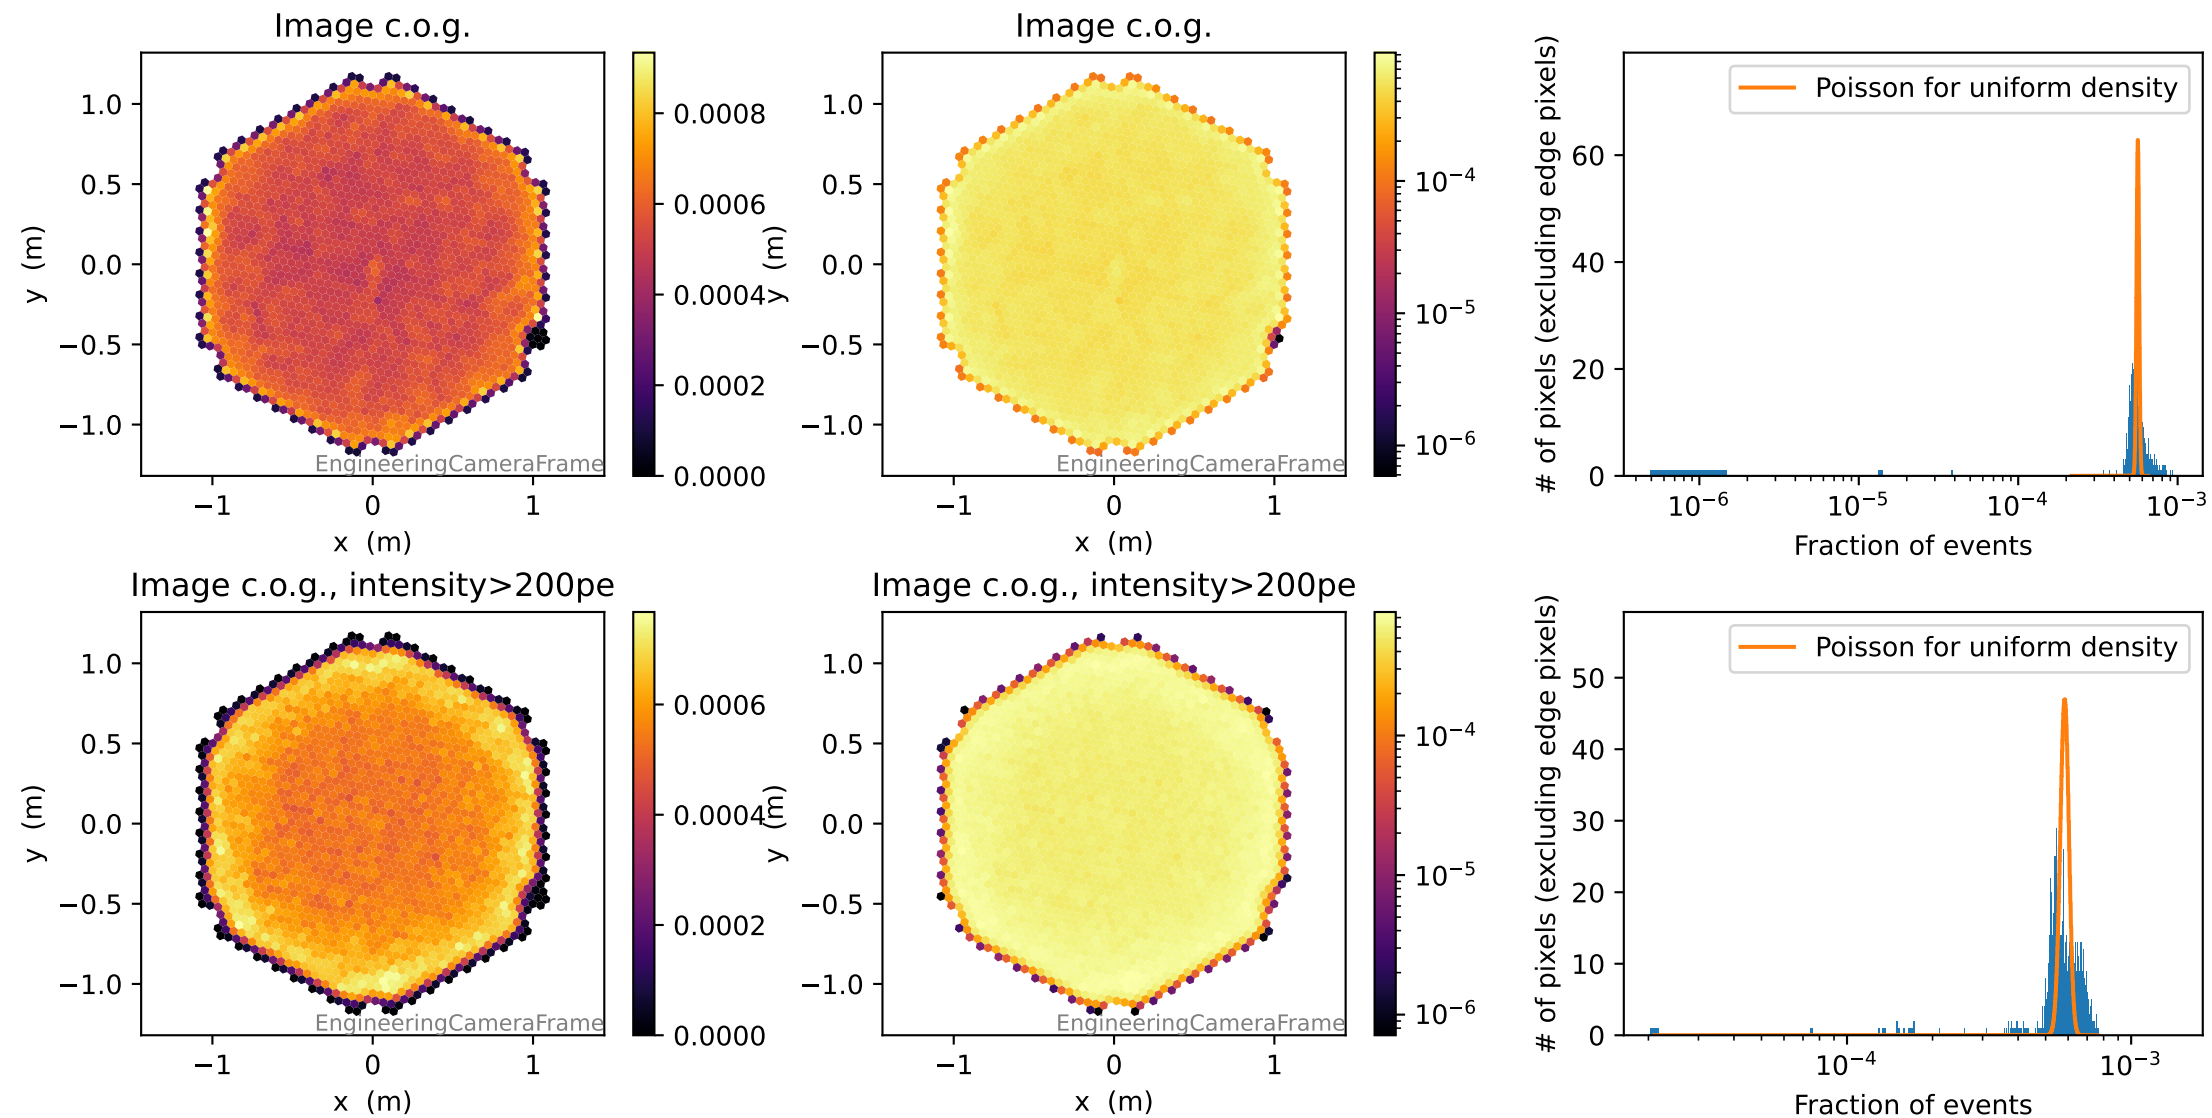 Image c.o.g.
1.0
0.5
0.0
−0.5
−1.0
y (m)
−1
0
1
x (m)
EngineeringCameraFrame
0.0008
0.0006
0.0004
0.0002
0.0000
Image c.o.g.
1.0
0.5
0.0
−0.5
−1.0
y (m)
−1
0
1
x (m)
EngineeringCameraFrame
10⁻⁴
10⁻⁵
10⁻⁶
# of pixels (excluding edge pixels)
60
40
20
0
Poisson for uniform density
10⁻⁶
10⁻⁵
10⁻⁴
10⁻³
Fraction of events
Image c.o.g., intensity>200pe
1.0
0.5
0.0
−0.5
−1.0
y (m)
−1
0
1
x (m)
EngineeringCameraFrame
0.0006
0.0004
0.0002
0.0000
Image c.o.g., intensity>200pe
1.0
0.5
0.0
−0.5
−1.0
y (m)
−1
0
1
x (m)
EngineeringCameraFrame
10⁻⁴
10⁻⁵
10⁻⁶
# of pixels (excluding edge pixels)
50
40
30
20
10
0
Poisson for uniform density
10⁻⁴
10⁻³
Fraction of events